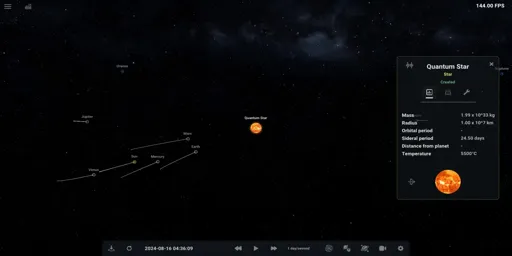 144.00 FPS
Quantum Star
Star
Created
Mass
1.99 x 10^33 kg
Radius
1.00 x 10^7 km
Orbital period
-
Sideral period
24.50 days
Distance from planet
-
Temperature
5500°C
Uranus
Jupiter
Quantum Star
Mars
Earth
Sun
Mercury
Venus
2024-08-16 04:36:09
1 day/second